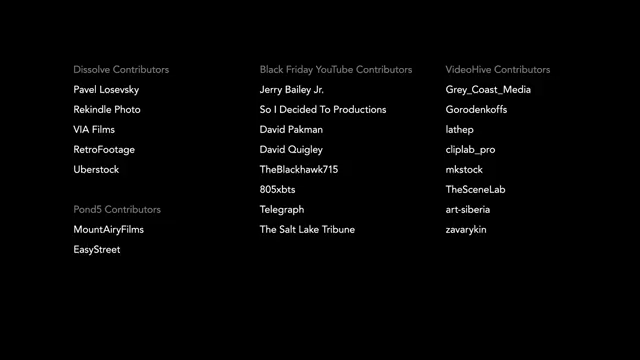 Dissolve Contributors
Pavel Losevsky
Rekindle Photo
VIA Films
RetroFootage
Uberstock
Pond5 Contributors
MountAiryFilms
EasyStreet
Black Friday YouTube Contributors
Jerry Bailey Jr.
So I Decided To Productions
David Pakman
David Quigley
TheBlackhawk715
805xbts
Telegraph
The Salt Lake Tribune
VideoHive Contributors
Grey_Coast_Media
Gorodenkoffs
lathep
cliplab_pro
mkstock
TheSceneLab
art-siberia
zavarykin